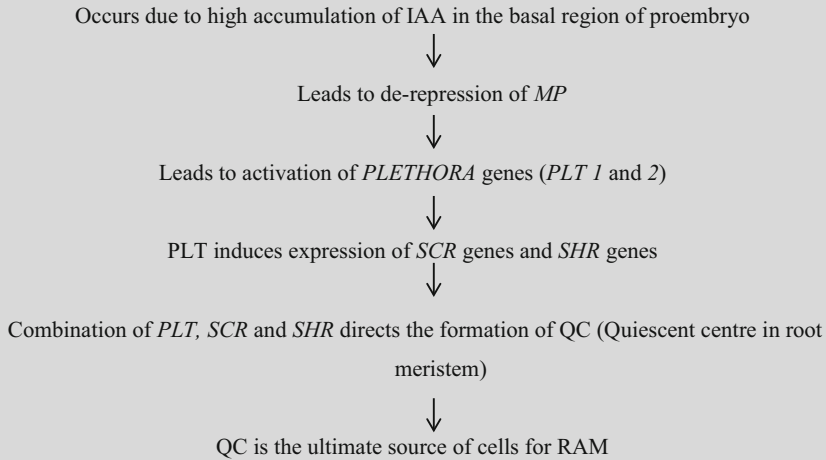 Occurs due to high accumulation of IAA in the basal region of proembryo
Leads to de-repression of MP
Leads to activation of PLETHORA genes (PLT 1 and 2)
PLT induces expression of SCR genes and SHR genes
Combination of PLT, SCR and SHR directs the formation of QC (Quiescent centre in root
meristem)
QC is the ultimate source of cells for RAM